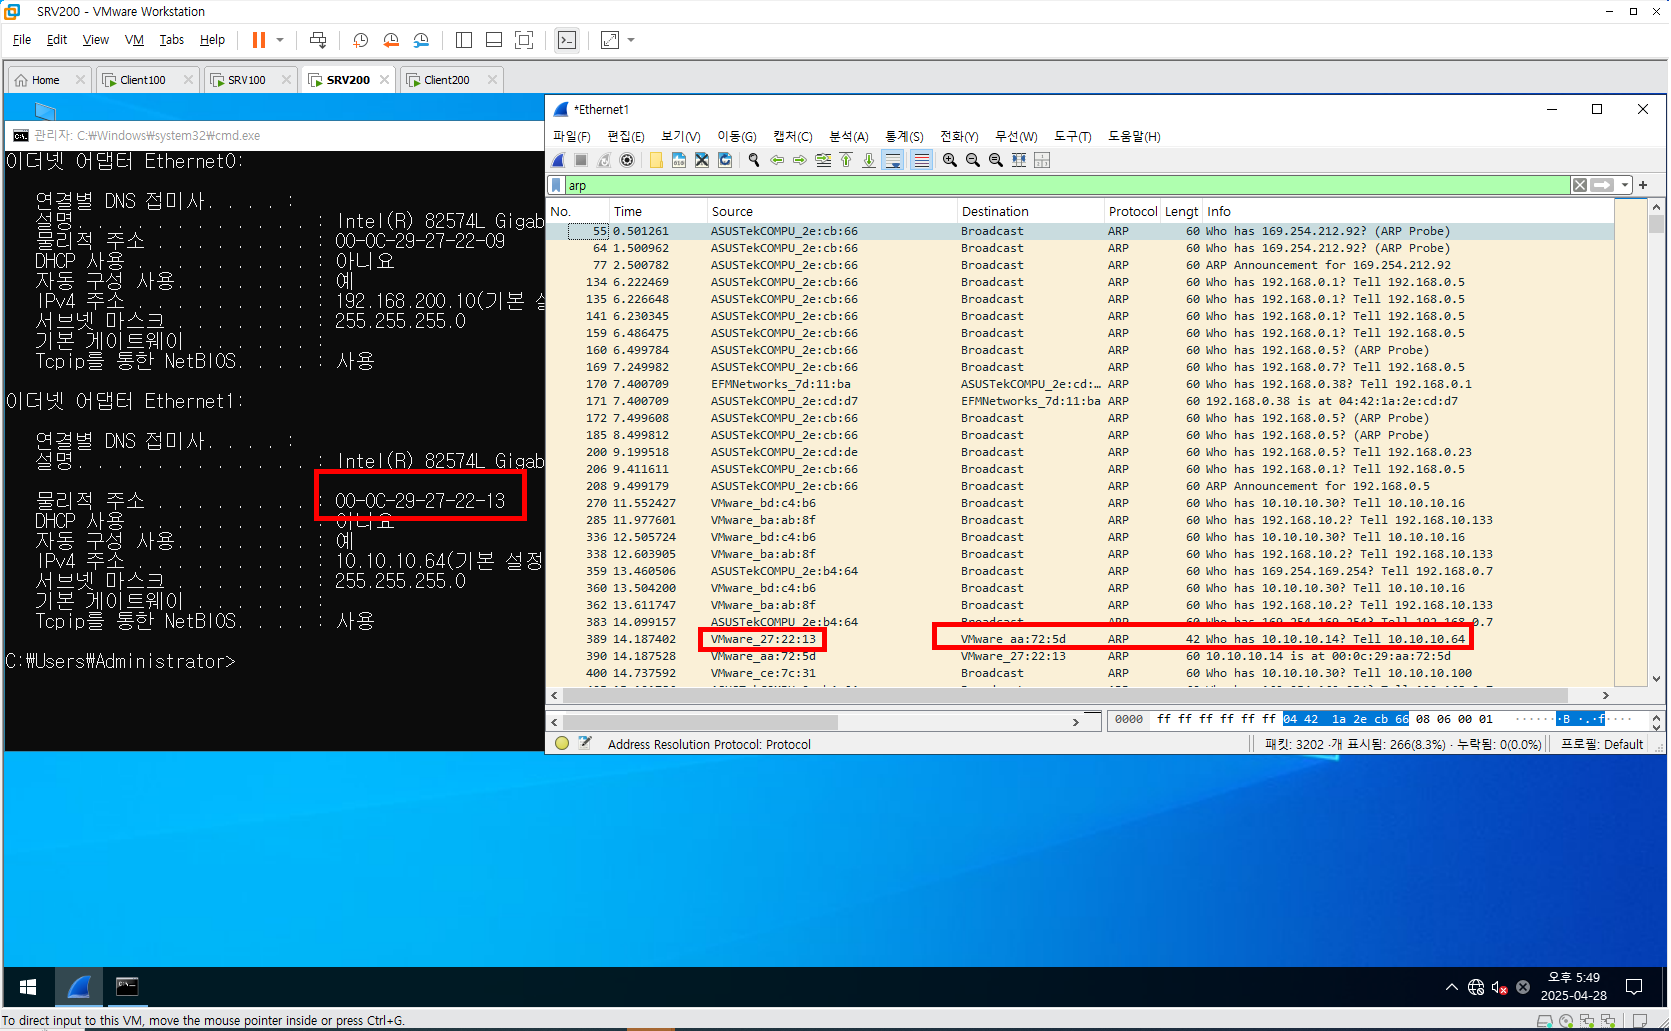 SRV200 - VMware Workstation
File Edit View VM Tabs Help
Home Client100 SRV100 SRV200 Client200
관리자: C:₩Windows₩system32₩cmd.exe
이더넷 어댑터 Ethernet0:
연결별 DNS 접미사. . . . :
설명. . . . . . . . . . . . : Intel(R) 82574L Gigab
물리적 주소 . . . . . . . . : 00-0C-29-27-22-09
DHCP 사용 . . . . . . . . . : 아니요
자동 구성 사용. . . . . . . : 예
IPv4 주소 . . . . . . . . . : 192.168.200.10(기본 설
서브넷 마스크 . . . . . . . : 255.255.255.0
기본 게이트웨이 . . . . . . :
Tcpip를 통한 NetBIOS. . . . : 사용
이더넷 어댑터 Ethernet1:
연결별 DNS 접미사. . . . :
설명. . . . . . . . . . . . : Intel(R) 82574L Gigab
물리적 주소 . . . . . . . . : 00-0C-29-27-22-13
DHCP 사용 . . . . . . . . . : 아니요
자동 구성 사용. . . . . . . : 예
IPv4 주소 . . . . . . . . . : 10.10.10.64(기본 설정
서브넷 마스크 . . . . . . . : 255.255.255.0
기본 게이트웨이 . . . . . . :
Tcpip를 통한 NetBIOS. . . . : 사용
C:₩Users₩Administrator>
*Ethernet1
파일(F) 편집(E) 보기(V) 이동(G) 캡처(C) 분석(A) 통계(S) 전화(Y) 무선(W) 도구(T) 도움말(H)
arp
No. Time Source Destination Protocol Lengt Info
55 0.501261 ASUSTekCOMPU_2e:cb:66 Broadcast ARP 60 Who has 169.254.212.92? (ARP Probe)
64 1.500962 ASUSTekCOMPU_2e:cb:66 Broadcast ARP 60 Who has 169.254.212.92? (ARP Probe)
77 2.500782 ASUSTekCOMPU_2e:cb:66 Broadcast ARP 60 ARP Announcement for 169.254.212.92
134 6.222469 ASUSTekCOMPU_2e:cb:66 Broadcast ARP 60 Who has 192.168.0.1? Tell 192.168.0.5
135 6.226648 ASUSTekCOMPU_2e:cb:66 Broadcast ARP 60 Who has 192.168.0.1? Tell 192.168.0.5
141 6.230345 ASUSTekCOMPU_2e:cb:66 Broadcast ARP 60 Who has 192.168.0.1? Tell 192.168.0.5
159 6.486475 ASUSTekCOMPU_2e:cb:66 Broadcast ARP 60 Who has 192.168.0.1? Tell 192.168.0.5
160 6.499784 ASUSTekCOMPU_2e:cb:66 Broadcast ARP 60 Who has 192.168.0.5? (ARP Probe)
169 7.249982 ASUSTekCOMPU_2e:cb:66 Broadcast ARP 60 Who has 192.168.0.7? Tell 192.168.0.5
170 7.400709 EFMNetworks_7d:11:ba ASUSTekCOMPU_2e:cd:… ARP 60 Who has 192.168.0.38? Tell 192.168.0.1
171 7.400709 ASUSTekCOMPU_2e:cd:d7 EFMNetworks_7d:11:ba ARP 60 192.168.0.38 is at 04:42:1a:2e:cd:d7
172 7.499608 ASUSTekCOMPU_2e:cb:66 Broadcast ARP 60 Who has 192.168.0.5? (ARP Probe)
185 8.499812 ASUSTekCOMPU_2e:cb:66 Broadcast ARP 60 Who has 192.168.0.5? (ARP Probe)
200 9.199518 ASUSTekCOMPU_2e:cd:de Broadcast ARP 60 Who has 192.168.0.5? Tell 192.168.0.23
206 9.411611 ASUSTekCOMPU_2e:cb:66 Broadcast ARP 60 Who has 192.168.0.1? Tell 192.168.0.5
208 9.499179 ASUSTekCOMPU_2e:cb:66 Broadcast ARP 60 ARP Announcement for 192.168.0.5
270 11.552427 VMware_bd:c4:b6 Broadcast ARP 60 Who has 10.10.10.30? Tell 10.10.10.16
285 11.977601 VMware_ba:ab:8f Broadcast ARP 60 Who has 192.168.10.2? Tell 192.168.10.133
336 12.505724 VMware_bd:c4:b6 Broadcast ARP 60 Who has 10.10.10.30? Tell 10.10.10.16
338 12.603905 VMware_ba:ab:8f Broadcast ARP 60 Who has 192.168.10.2? Tell 192.168.10.133
359 13.460506 ASUSTekCOMPU_2e:b4:64 Broadcast ARP 60 Who has 169.254.169.254? Tell 192.168.0.7
360 13.504200 VMware_bd:c4:b6 Broadcast ARP 60 Who has 10.10.10.30? Tell 10.10.10.16
362 13.611747 VMware_ba:ab:8f Broadcast ARP 60 Who has 192.168.10.2? Tell 192.168.10.133
383 14.099157 ASUSTekCOMPU_2e:b4:64 Broadcast ARP 60 Who has 169.254.169.254? Tell 192.168.0.7
389 14.187402 VMware_27:22:13 VMware_aa:72:5d ARP 42 Who has 10.10.10.14? Tell 10.10.10.64
390 14.187528 VMware_aa:72:5d VMware_27:22:13 ARP 60 10.10.10.14 is at 00:0c:29:aa:72:5d
400 14.737592 VMware_ce:7c:31 Broadcast ARP 60 Who has 10.10.10.30? Tell 10.10.10.100
0000 ff ff ff ff ff ff 04 42 1a 2e cb 66 08 06 00 01 ·······B ·.·f····
Address Resolution Protocol: Protocol 패킷: 3202 ·개 표시됨: 266(8.3%) · 누락됨: 0(0.0%) 프로필: Default
오후 5:49
2025-04-28
To direct input to this VM, move the mouse pointer inside or press Ctrl+G.